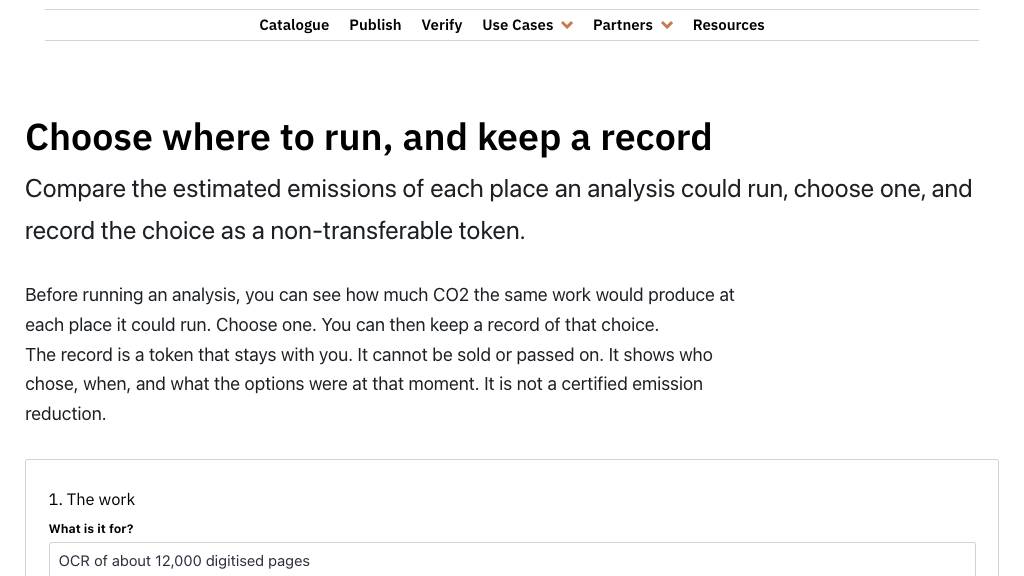 Catalogue Publish Verify Use Cases Partners Resources
Choose where to run, and keep a record
Compare the estimated emissions of each place an analysis could run, choose one, and
record the choice as a non-transferable token.
Before running an analysis, you can see how much CO2 the same work would produce at
each place it could run. Choose one. You can then keep a record of that choice.
The record is a token that stays with you. It cannot be sold or passed on. It shows who
chose, when, and what the options were at that moment. It is not a certified emission
reduction.
1. The work
What is it for?
OCR of about 12,000 digitised pages